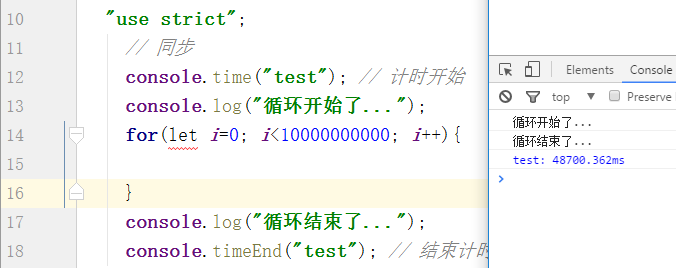 10 "use strict";
11 // 同步
12 console.time("test"); // 计时开始
13 console.log("循环开始了...");
14 for(let i=0; i<10000000000; i++){
15
16 }
17 console.log("循环结束了...");
18 console.timeEnd("test"); // 结束计时
Elements Console
top Preserve
循环开始了...
循环结束了...
test: 48700.362ms